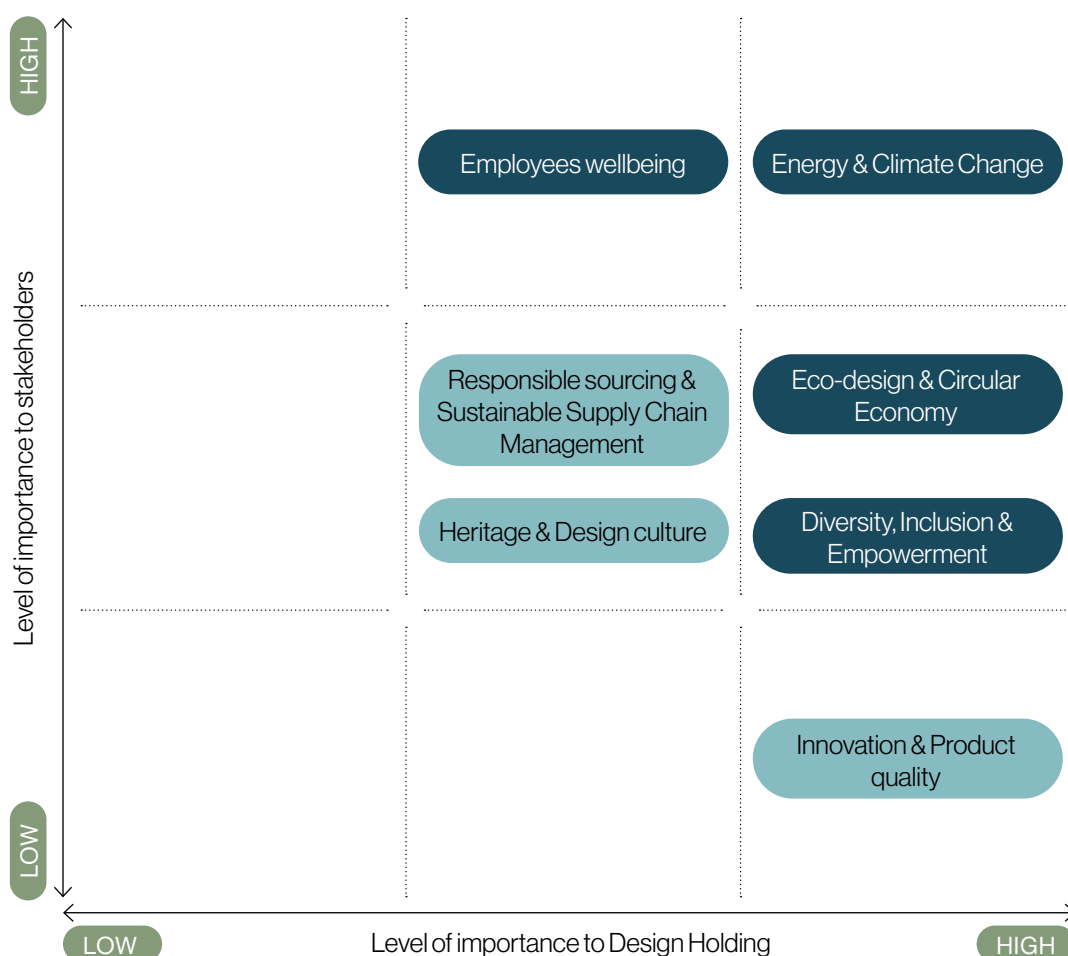 HIGH
Level of importance to stakeholders
LOW
Employees wellbeing
Energy & Climate Change
Responsible sourcing &
Sustainable Supply Chain
Management
Eco-design & Circular
Economy
Heritage & Design culture
Diversity, Inclusion &
Empowerment
Innovation & Product
quality
LOW
Level of importance to Design Holding
HIGH